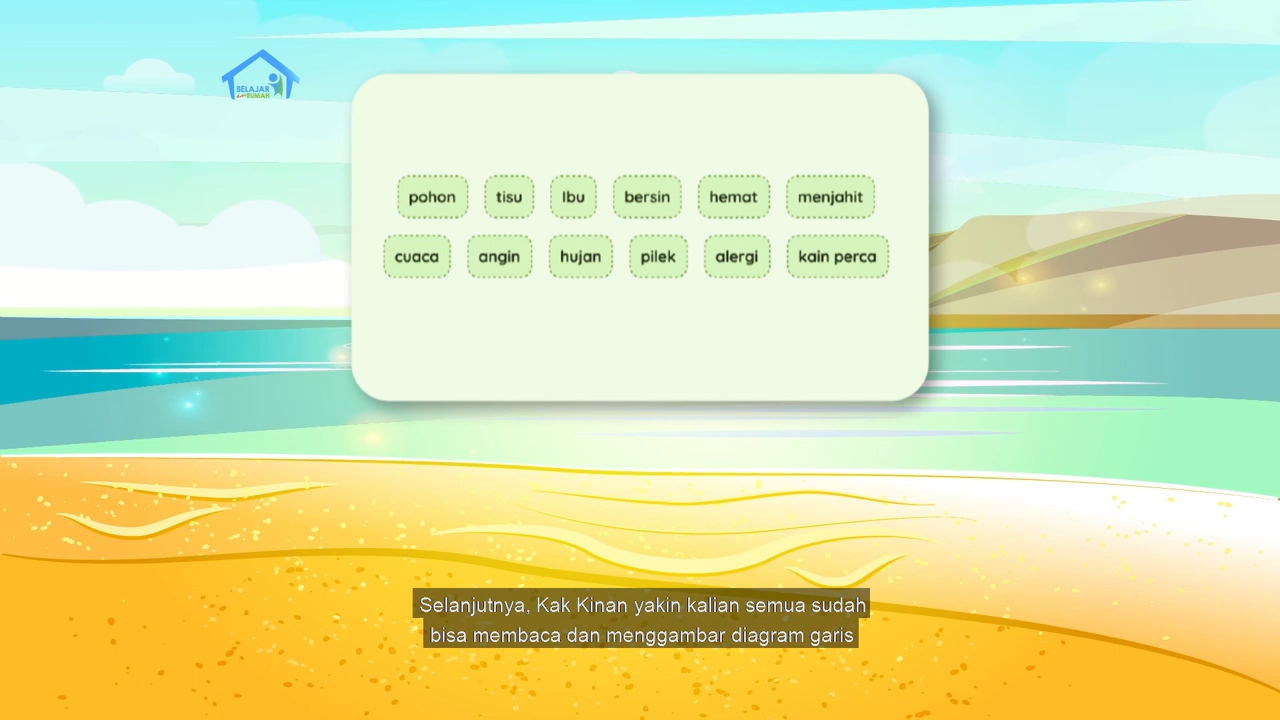 BELAJAR
dari RUMAH
pohon tisu Ibu bersin hemat menjahit
cuaca angin hujan pilek alergi kain perca
Selanjutnya, Kak Kinan yakin kalian semua sudah
bisa membaca dan menggambar diagram garis